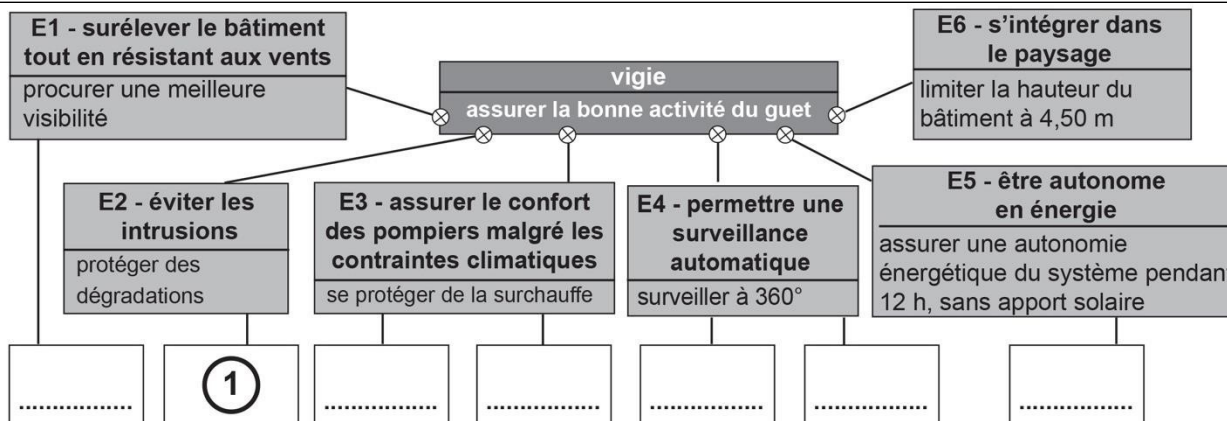 E1 - surélever le bâtiment
tout en résistant aux vents
procurer une meilleure
visibilité
vigie
assurer la bonne activité du guet
E6 - s’intégrer dans
le paysage
limiter la hauteur du
bâtiment à 4,50 m
E2 - éviter les
intrusions
protéger des
dégradations
E3 - assurer le confort
des pompiers malgré les
contraintes climatiques
se protéger de la surchauffe
E4 - permettre une
surveillance
automatique
surveiller à 360°
E5 - être autonome
en énergie
assurer une autonomie
énergétique du système pendant
12 h, sans apport solaire
.................
1
.................
.................
.................
.................
.................
.................